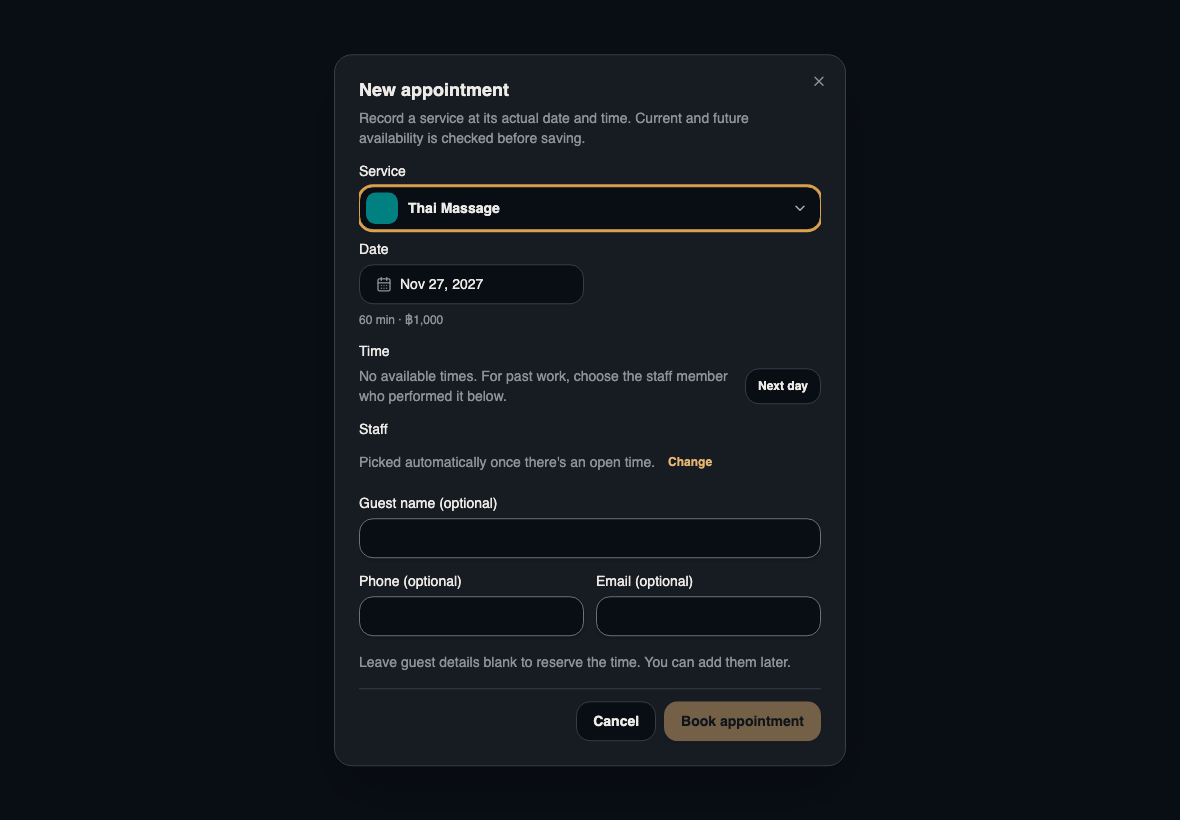 New appointment
Record a service at its actual date and time. Current and future
availability is checked before saving.
Service
Thai Massage
Date
Nov 27, 2027
60 min · ฿1,000
Time
No available times. For past work, choose the staff member
who performed it below.
Next day
Staff
Picked automatically once there's an open time. Change
Guest name (optional)
Phone (optional) Email (optional)
Leave guest details blank to reserve the time. You can add them later.
Cancel Book appointment